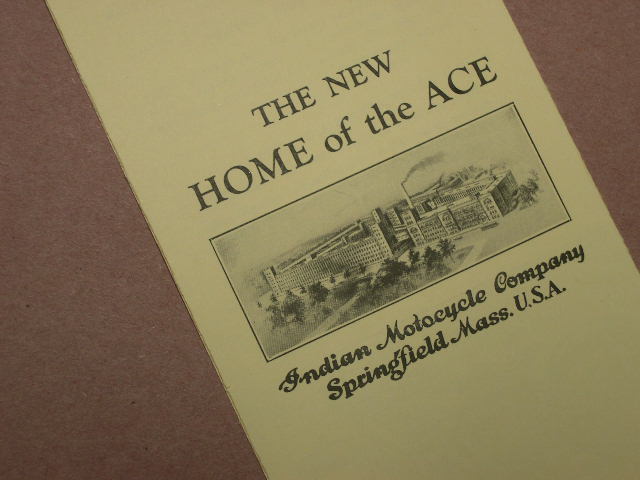 THE NEW
HOME of the ACE
Indian Motocycle Company
Springfield Mass. U.S.A.